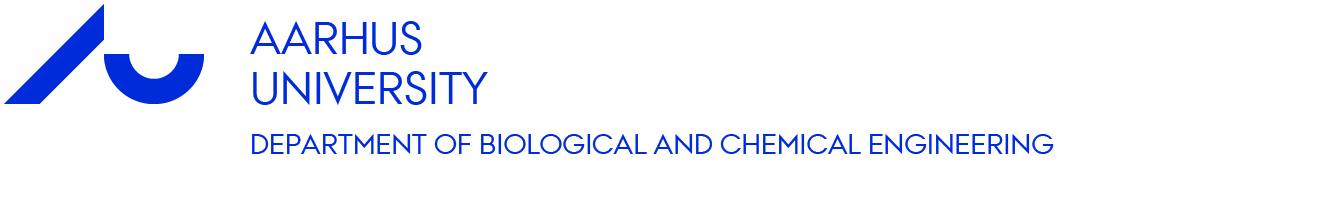 AARHUS
UNIVERSITY
DEPARTMENT OF BIOLOGICAL AND CHEMICAL ENGINEERING